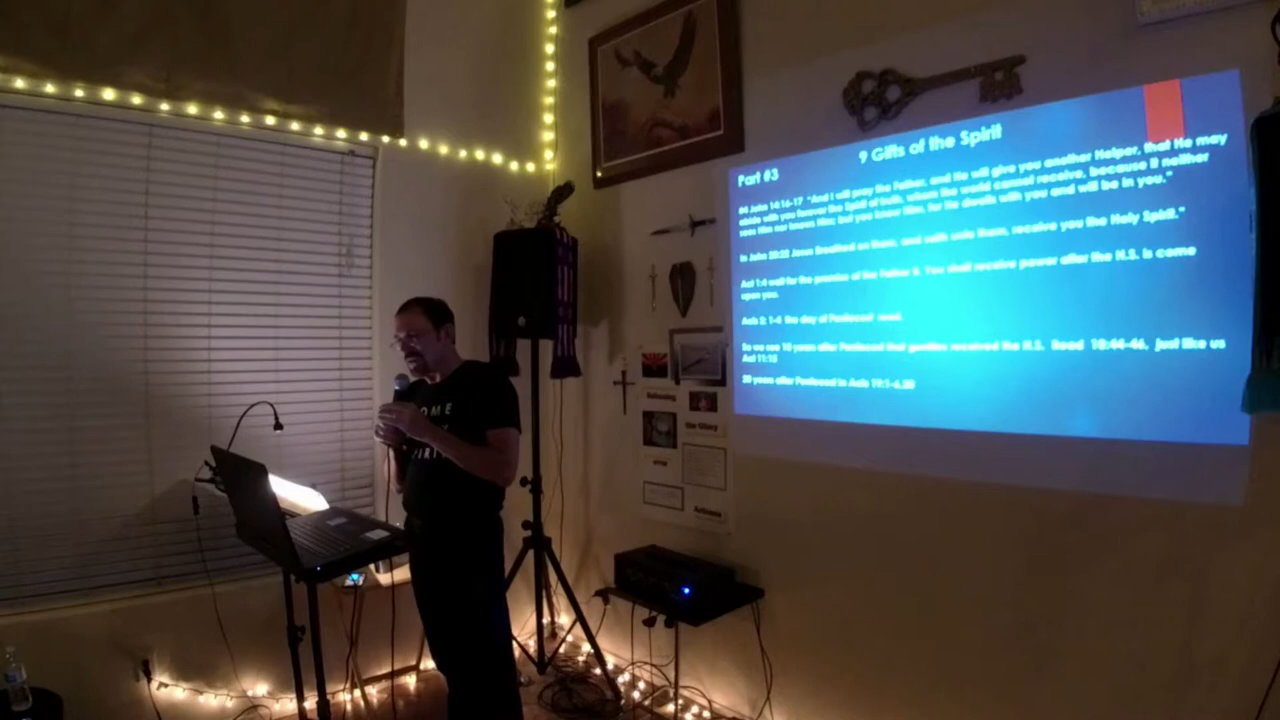 9 Gifts of the Spirit
Part #3
#4 John 14:16-17 "And I will pray the Father, and He will give you another Helper, that He may
abide with you forever the Spirit of truth, whom the world cannot receive, because it neither
sees Him nor knows Him; but you know Him, for He dwells with you and will be in you."
In John 20:22 Jesus Breathed on them, and saith unto them, receive you the Holy Spirit."
Act 1:4 wait for the promise of the Father 8. You shall receive power after the H.S. is come
upon you.
Acts 2: 1-4 the day of Pentecost read.
So we see 10 years after Pentecost that gentiles received the H.S. Read 10:44-46, just like us
Act 11:15
20 years after Pentecost in Acts 19:1-6.
OME
the Glory
Arizona